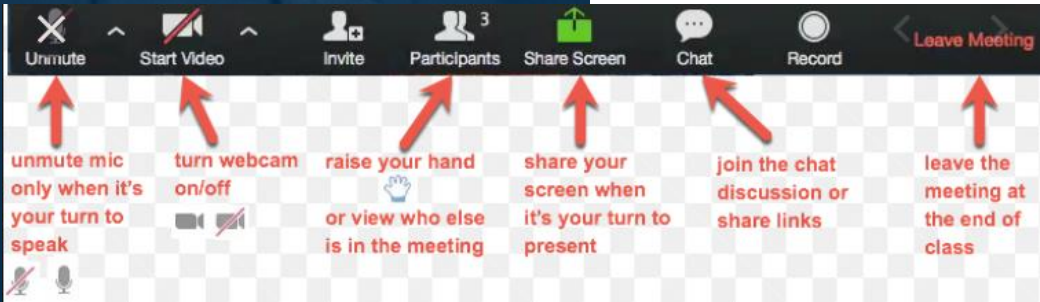 3
Unmute
Start Video
Invite
Participants
Share Screen
Chat
Record
Leave Meeting
unmute mic
only when it's
your turn to
speak
turn webcam
on/off
raise your hand
or view who else
is in the meeting
share your
screen when
it's your turn to
present
join the chat
discussion or
share links
leave the
meeting at
the end of
class